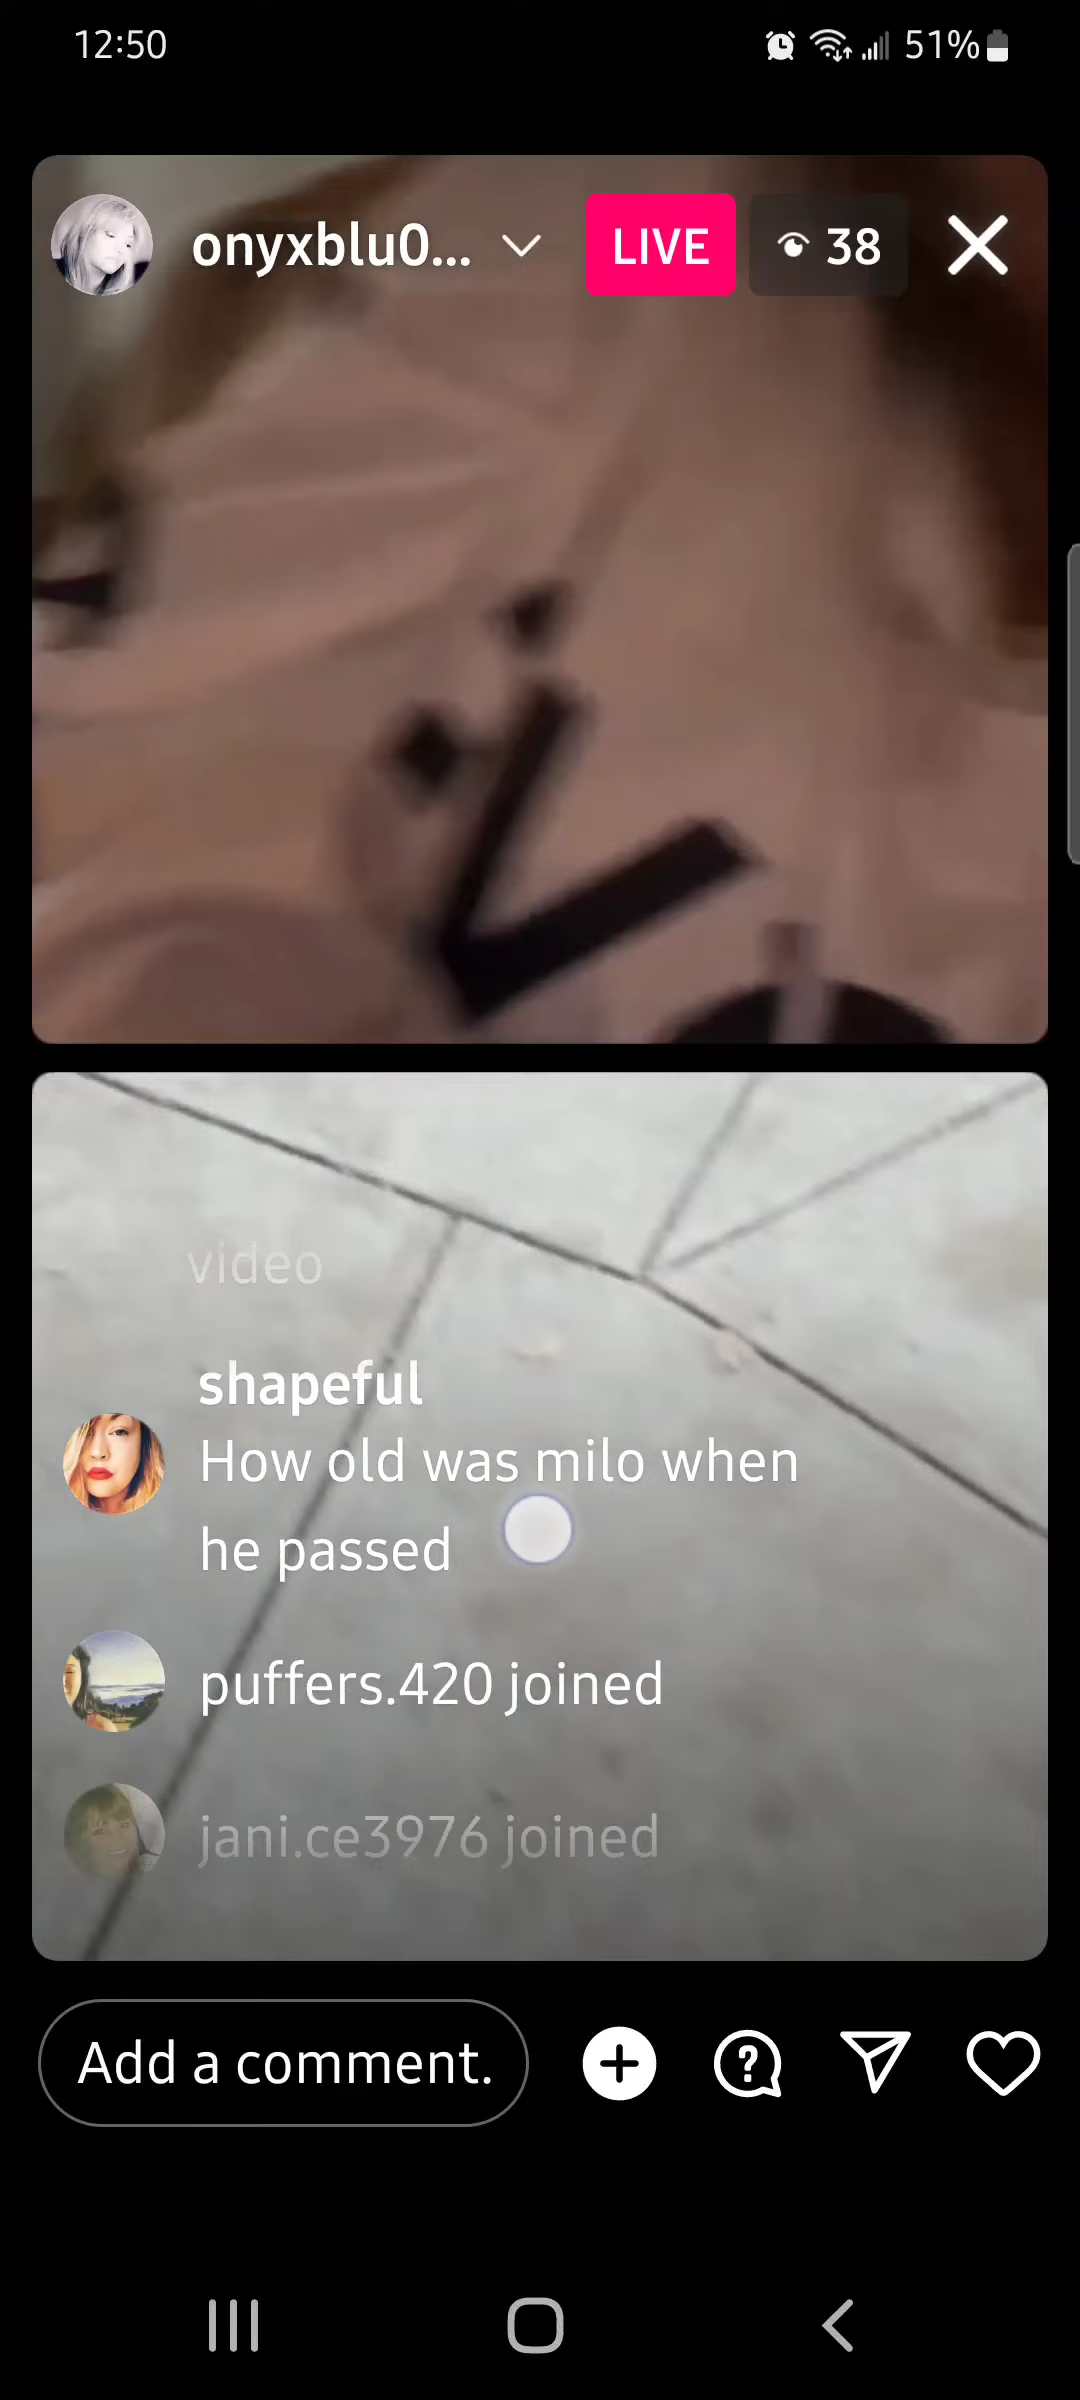 12:50
51%
onyxblu0...
LIVE
38
video
shapeful
How old was milo when
he passed
puffers.420 joined
jani.ce3976 joined
Add a comment.